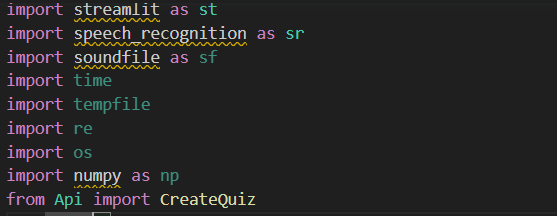 import streamlit as st
import speech_recognition as sr
import soundfile as sf
import time
import tempfile
import re
import os
import numpy as np
from Api import CreateQuiz